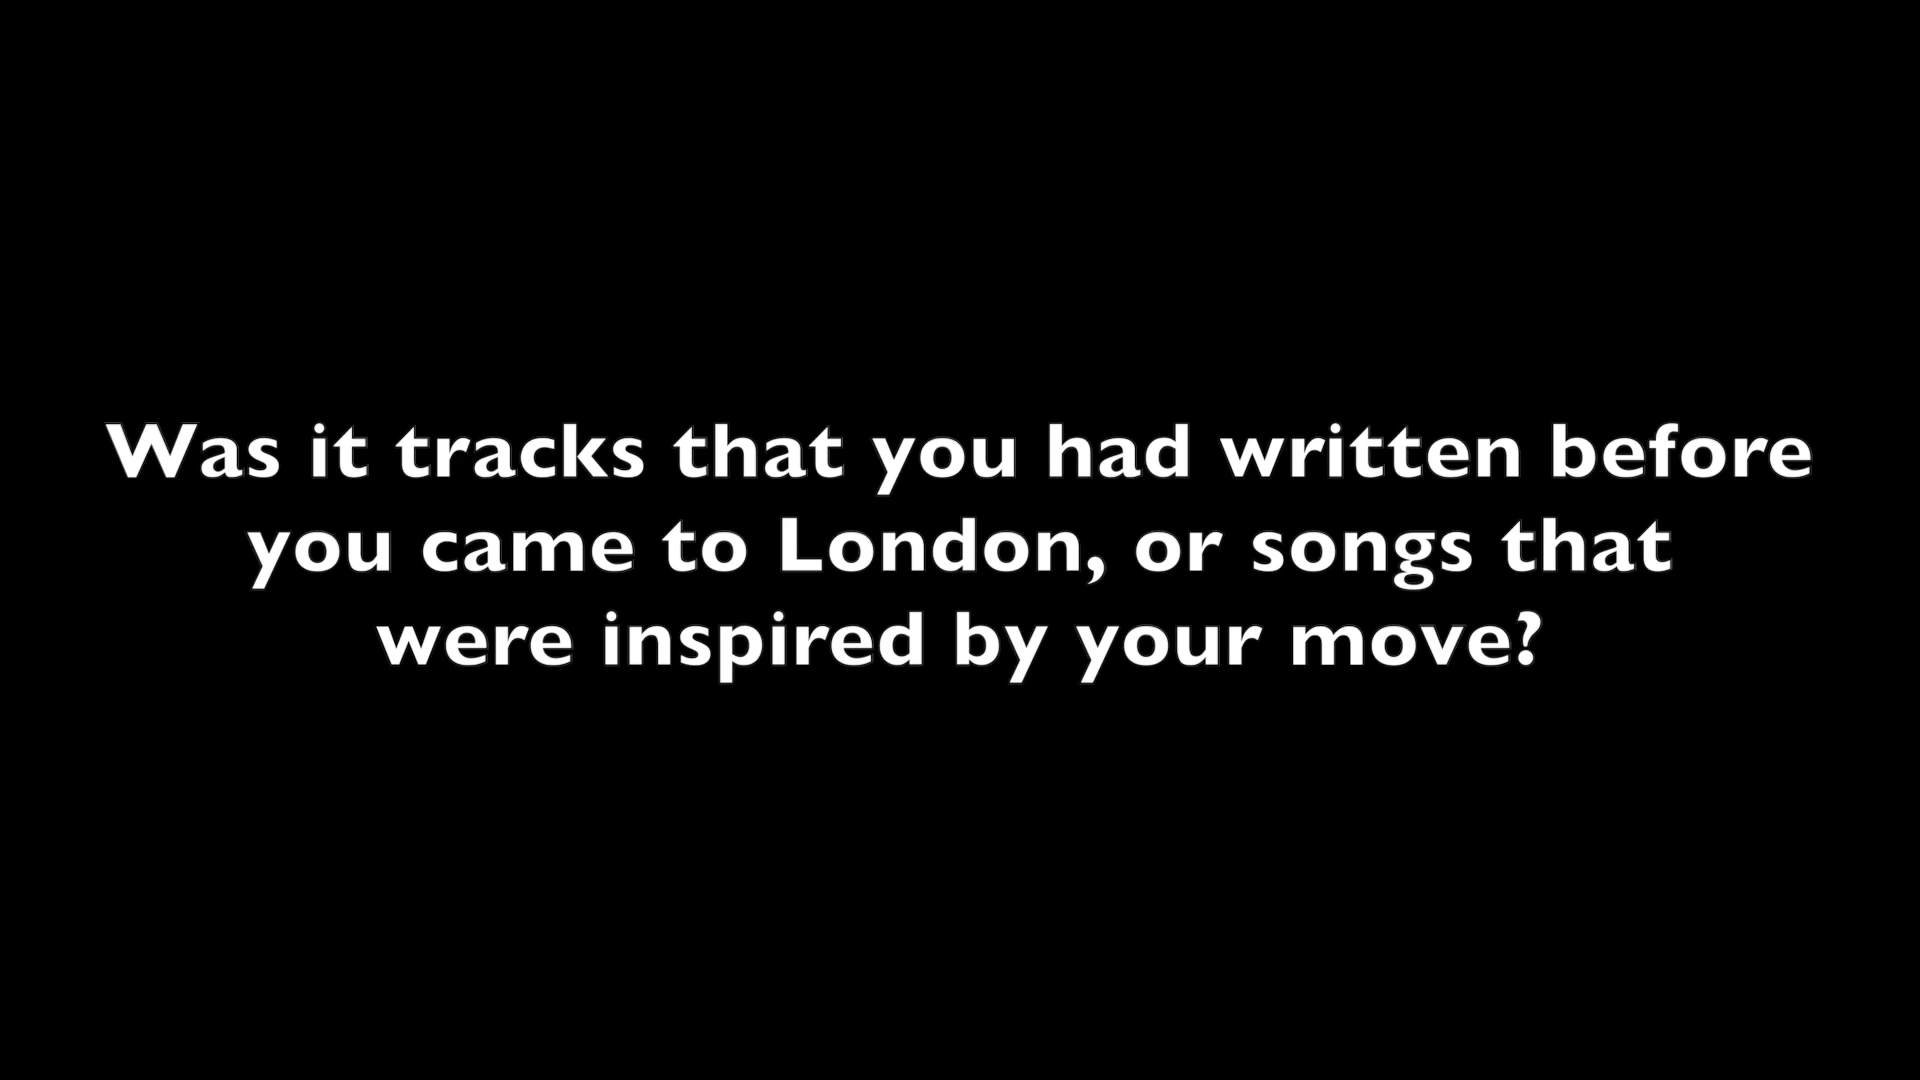 Was it tracks that you had written before
you came to London, or songs that
were inspired by your move?